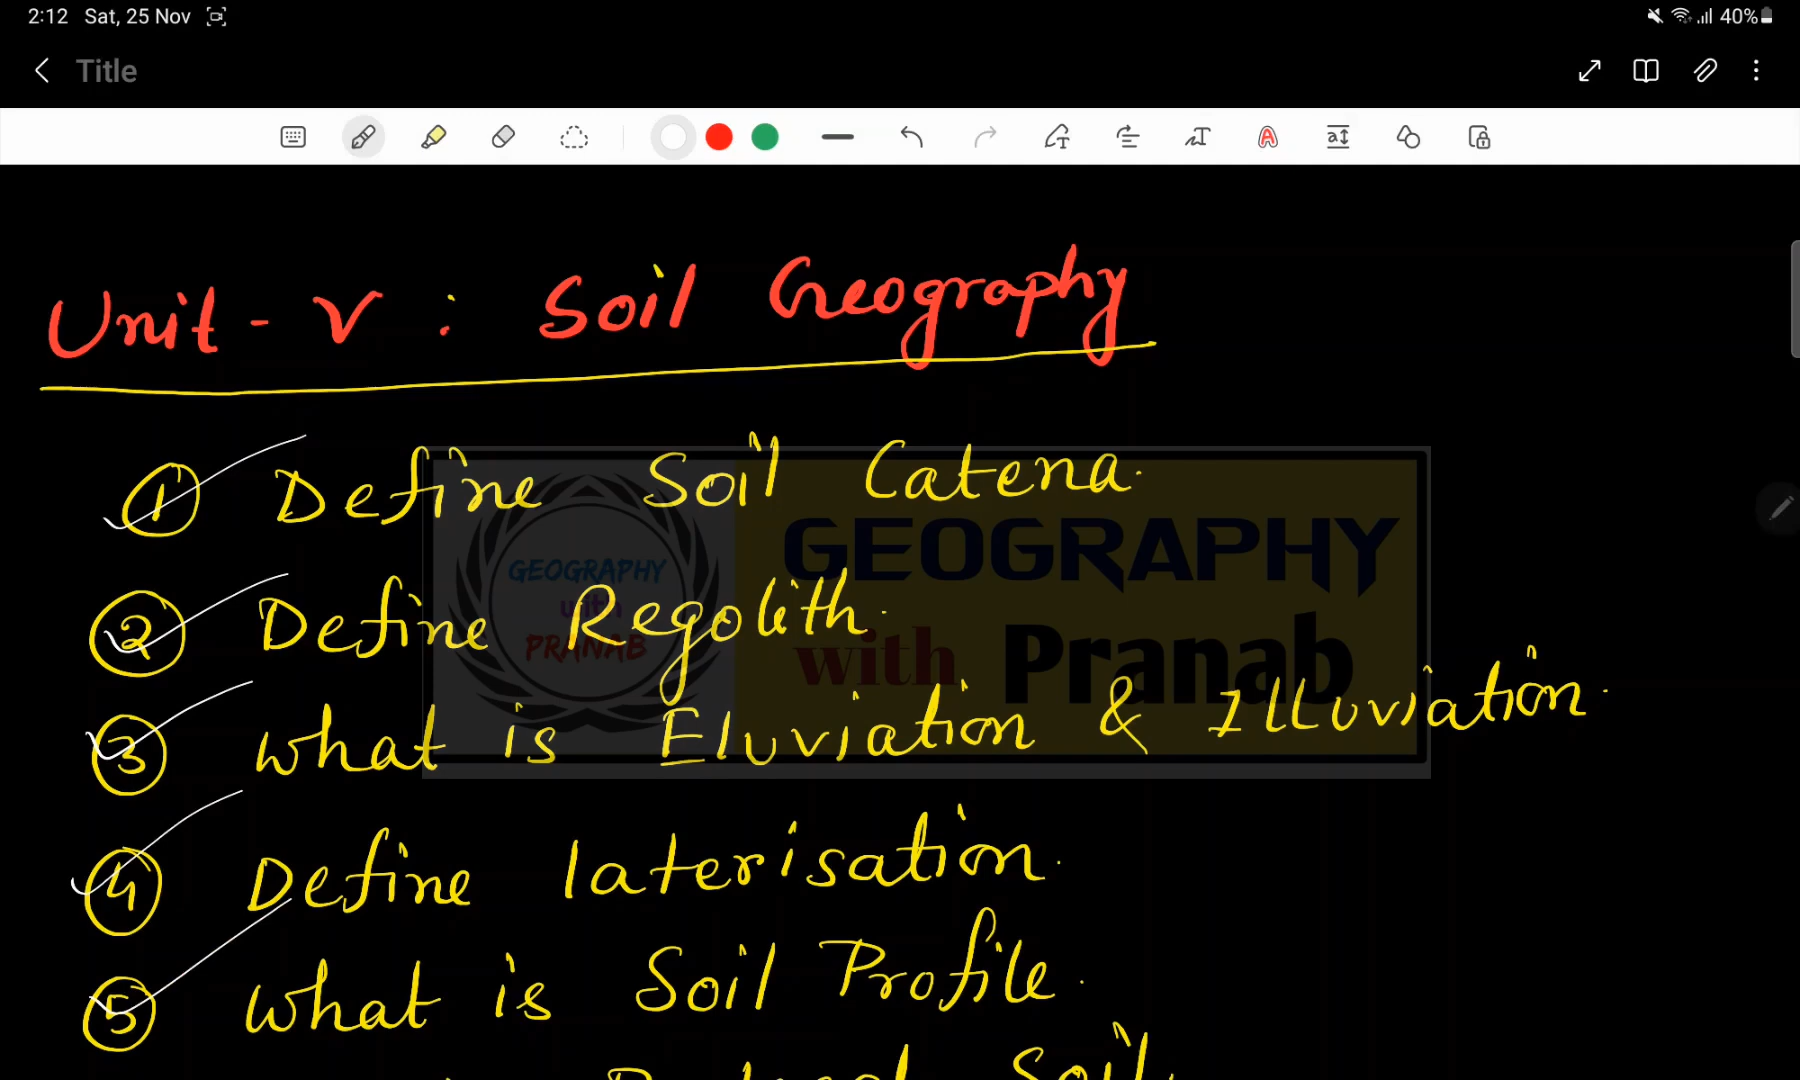 2:12 Sat, 25 Nov
40%
Title
Unit - V : Soil Geography
① Define Soil Catena.
② Define Regolith.
③ What is Eluviation & Illuviation.
④ Define laterisation.
⑤ What is Soil Profile.
Soil
GEOGRAPHY
with
PRANAB
GEOGRAPHY
with Pranab